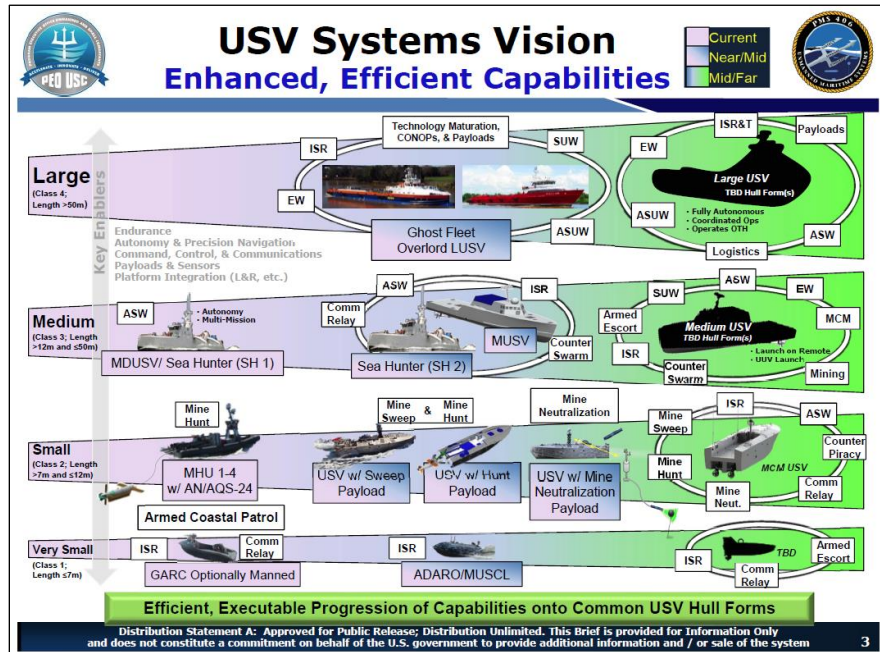 USV Systems Vision
Enhanced, Efficient Capabilities
Current
Near/Mid
Mid/Far
PEO USC
PMS 406
UNMANNED MARITIME SYSTEMS
Key Enablers
Large
(Class 4;
Length >50m)
Endurance
Autonomy & Precision Navigation
Command, Control, & Communications
Payloads & Sensors
Platform Integration (L&R, etc.)
Technology Maturation,
CONOPs, & Payloads
ISR
SUW
EW
ASUW
Ghost Fleet
Overlord LUSV
ISR&T
Payloads
EW
Large USV
TBD Hull Form(s)
ASUW
• Fully Autonomous
• Coordinated Ops
• Operates OTH
ASW
Logistics
Medium
(Class 3; Length
>12m and ≤50m)
ASW
• Autonomy
• Multi-Mission
MDUSV/ Sea Hunter (SH 1)
ASW
ISR
Comm
Relay
MUSV
Counter
Swarm
Sea Hunter (SH 2)
SUW
ASW
EW
Armed
Escort
MCM
Medium USV
TBD Hull Form(s)
ISR
• Launch on Remote
• UUV Launch
Counter
Swarm
Mining
Small
(Class 2; Length
>7m and ≤12m)
Mine
Hunt
MHU 1-4
w/ AN/AQS-24
Mine
Sweep
&
Mine
Hunt
USV w/ Sweep
Payload
USV w/ Hunt
Payload
Mine
Neutralization
USV w/ Mine
Neutralization
Payload
ISR
Mine
Sweep
ASW
Counter
Piracy
Mine
Hunt
MCM USV
Mine
Neut.
Comm
Relay
Armed Coastal Patrol
Very Small
(Class 1;
Length ≤7m)
ISR
Comm
Relay
GARC Optionally Manned
ISR
ADARO/MUSCL
ISR
TBD
Armed
Escort
Comm
Relay
Efficient, Executable Progression of Capabilities onto Common USV Hull Forms
Distribution Statement A: Approved for Public Release; Distribution Unlimited. This Brief is provided for Information Only
and does not constitute a commitment on behalf of the U.S. government to provide additional information and / or sale of the system
3